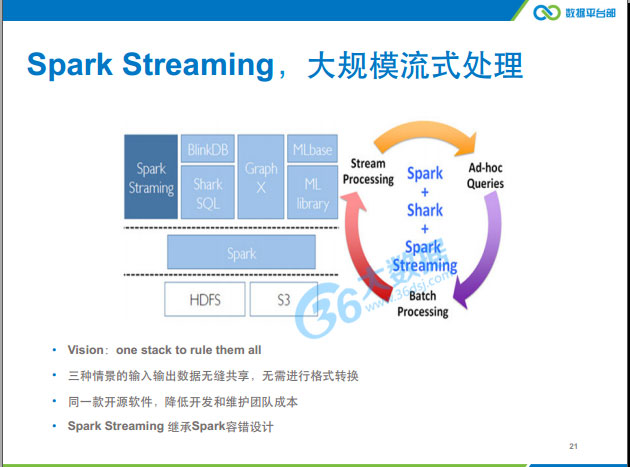 数据平台部
Spark Streaming，大规模流式处理
Spark
Straming
BlinkDB
Shark
SQL
Graph
X
MLbase
ML
library
Spark
HDFS
S3
Stream
Processing
Ad-hoc
Queries
Batch
Processing
Spark
+
Shark
+
Spark
Streaming
36大数据
www.36dsj.com
• Vision：one stack to rule them all
• 三种情景的输入输出数据无缝共享，无需进行格式转换
• 同一款开源软件，降低开发和维护团队成本
• Spark Streaming 继承Spark容错设计
21